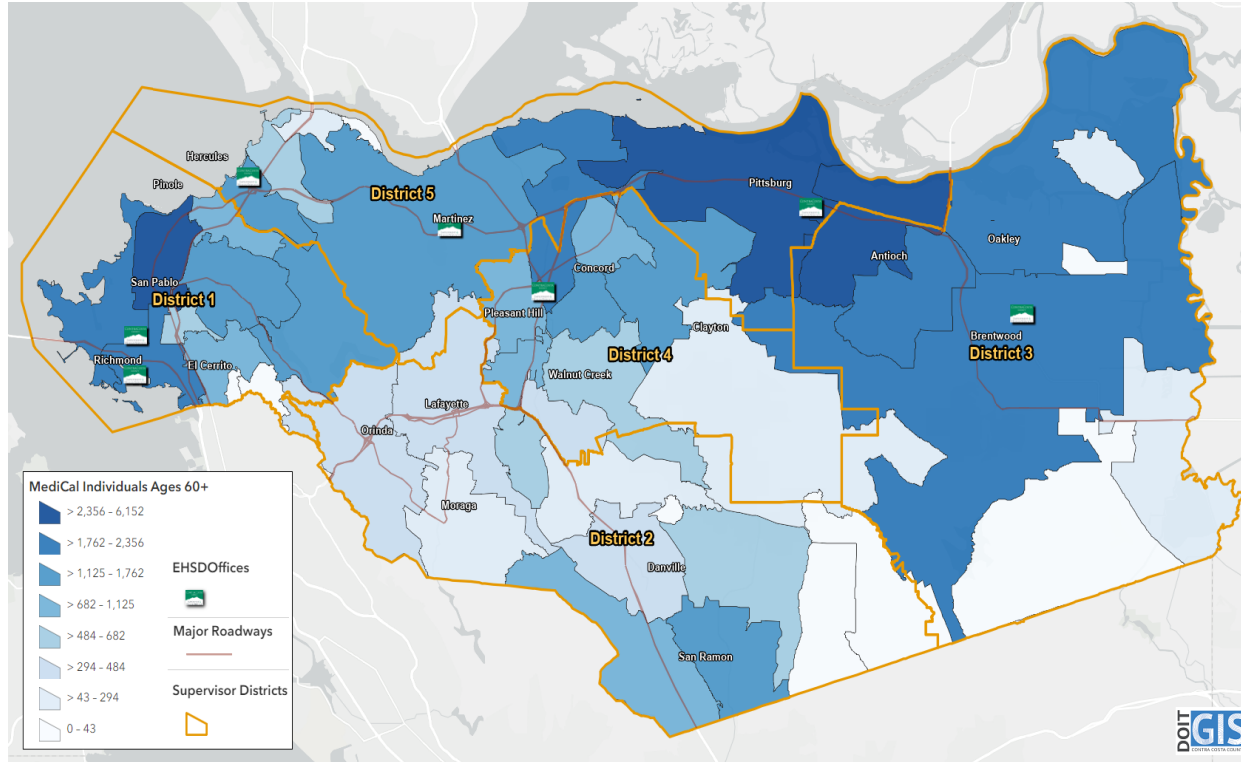 Hercules
Pinole
District 5
Martinez
Pittsburg
Antioch
Oakley
San Pablo
District 1
Concord
Pleasant Hill
Clayton
Brentwood
District 3
Richmond
El Cerrito
District 4
Walnut Creek
Lafayette
Orinda
Moraga
District 2
Danville
San Ramon
MediCal Individuals Ages 60+
> 2,356 - 6,152
> 1,762 - 2,356
> 1,125 - 1,762
> 682 - 1,125
> 484 - 682
> 294 - 484
> 43 - 294
0 - 43
EHSDOffices
Major Roadways
Supervisor Districts
DOIT GIS